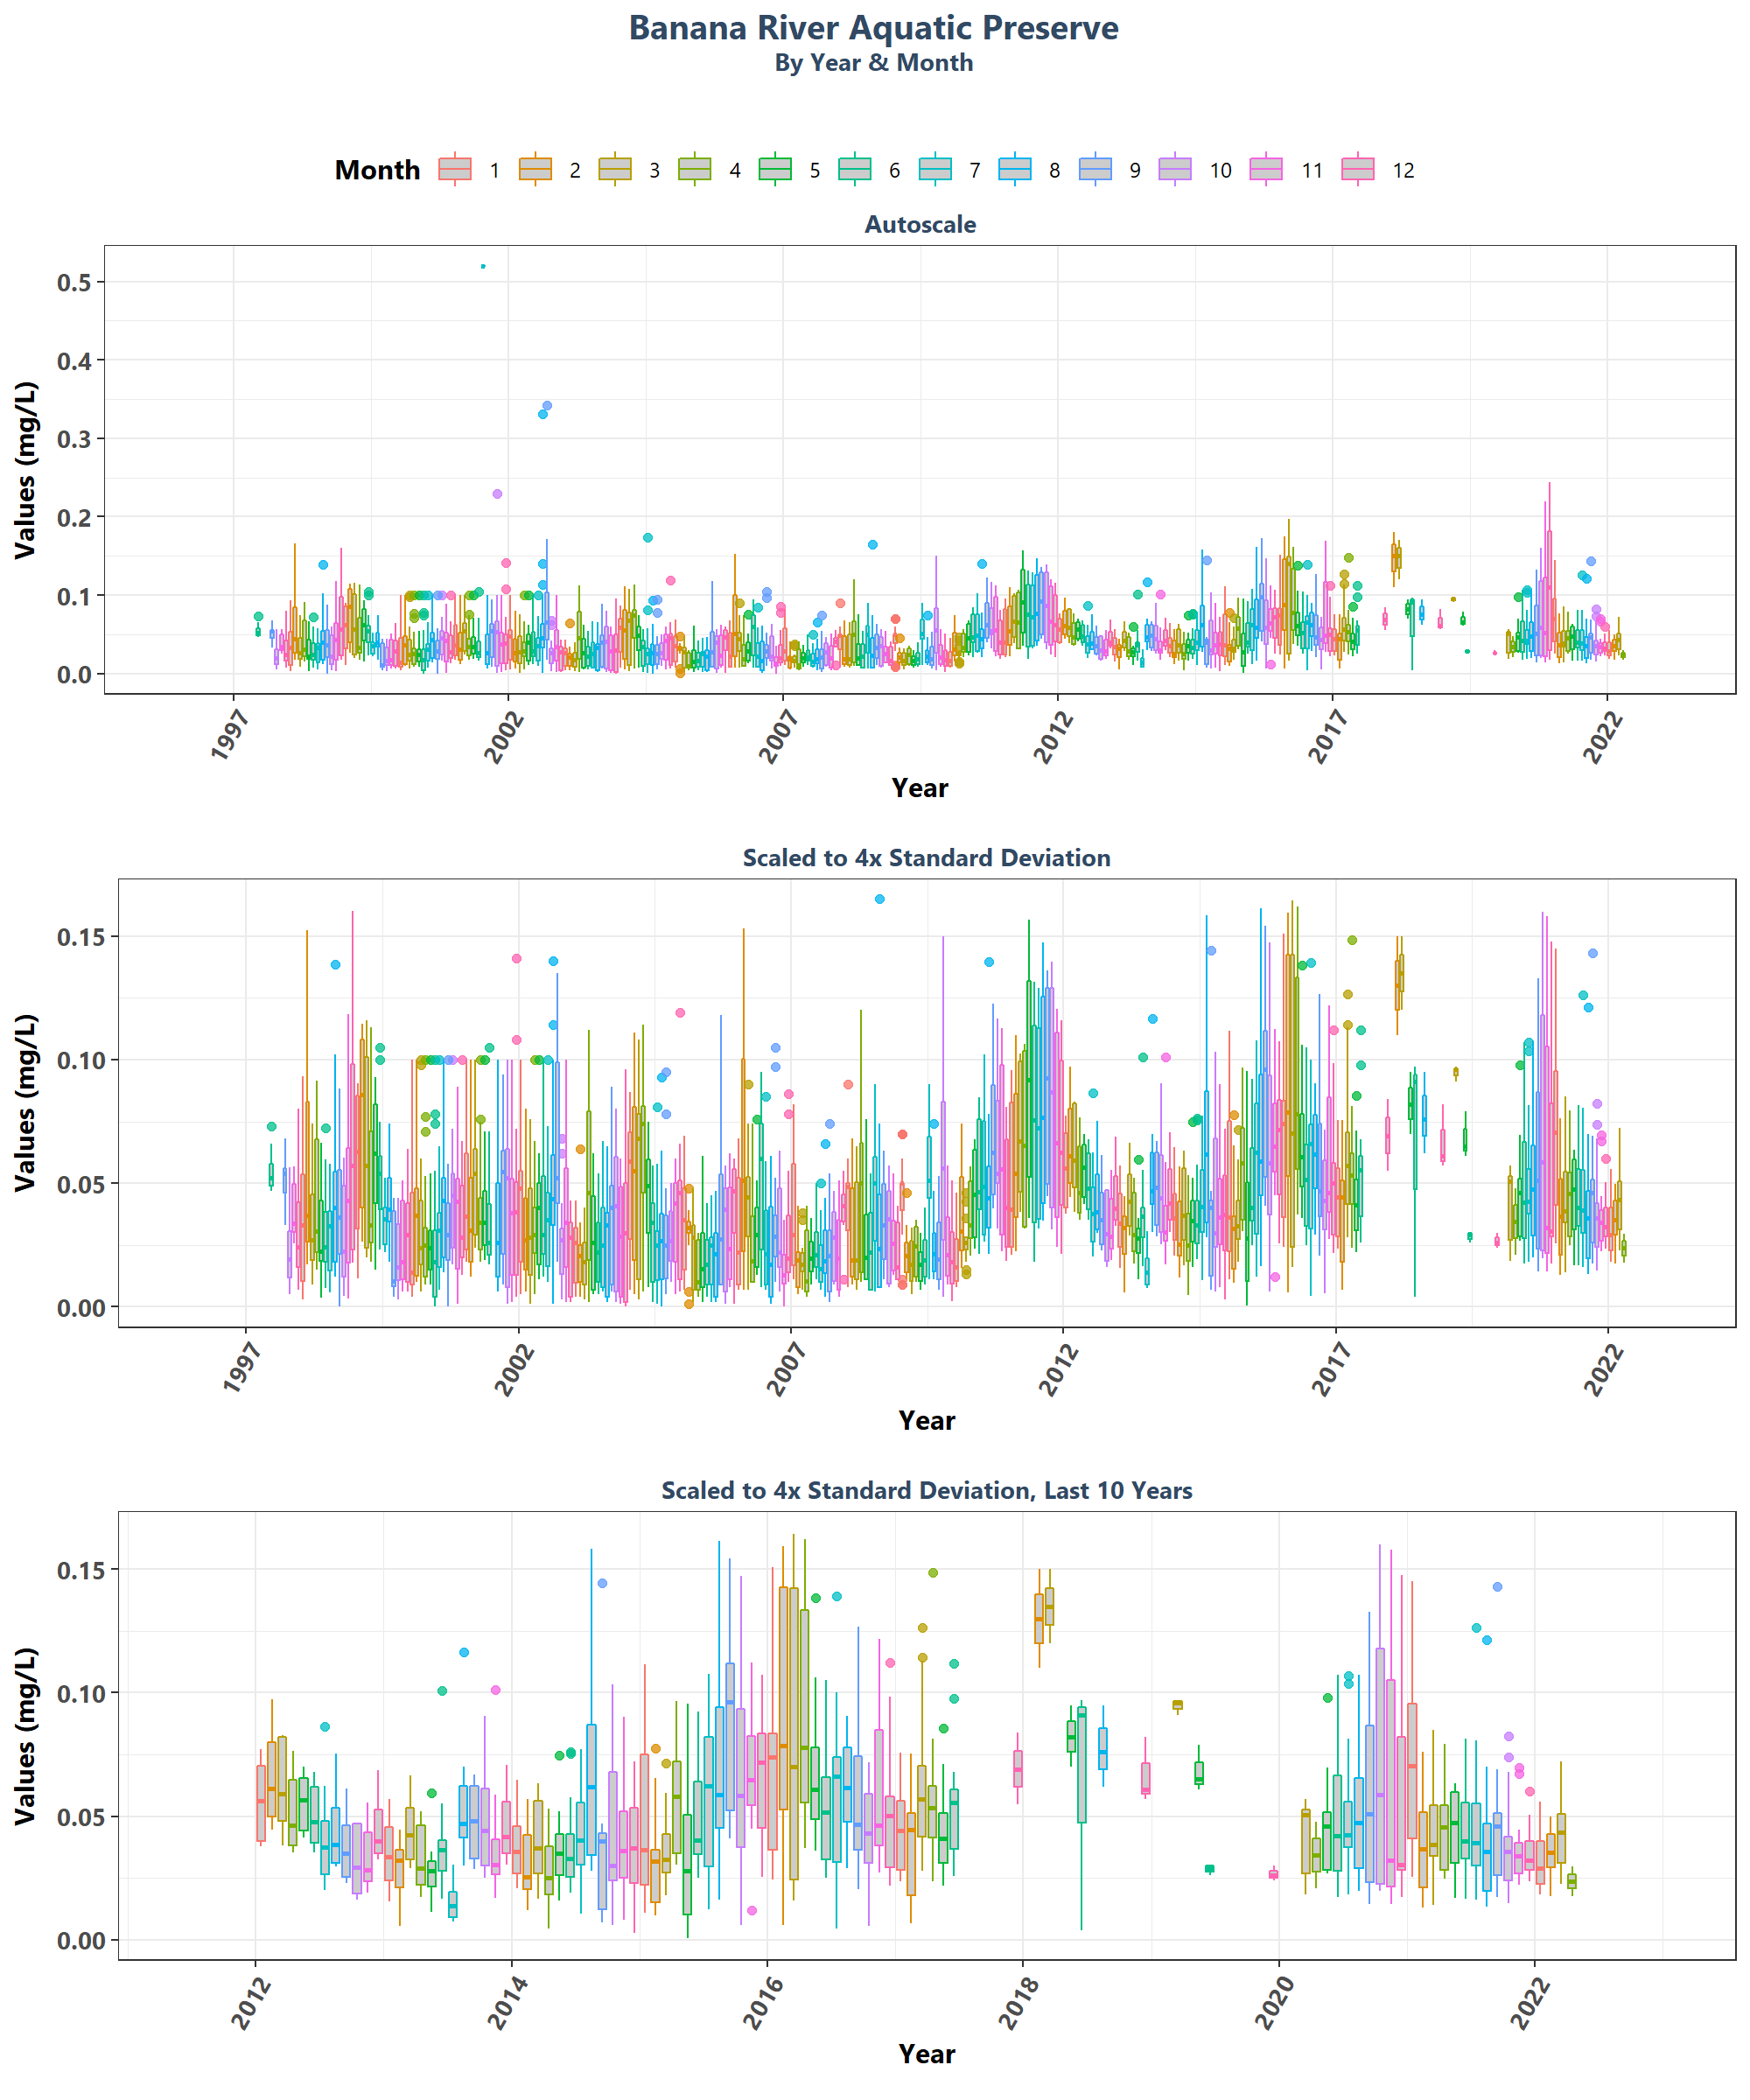 Banana River Aquatic Preserve
By Year & Month
Month 1 2 3 4 5 6 7 8 9 10 11 12
Autoscale
Values (mg/L)
0.5
0.4
0.3
0.2
0.1
0.0
1997 2002 2007 2012 2017 2022
Year
Scaled to 4x Standard Deviation
Values (mg/L)
0.15
0.10
0.05
0.00
1997 2002 2007 2012 2017 2022
Year
Scaled to 4x Standard Deviation, Last 10 Years
Values (mg/L)
0.15
0.10
0.05
0.00
2012 2014 2016 2018 2020 2022
Year